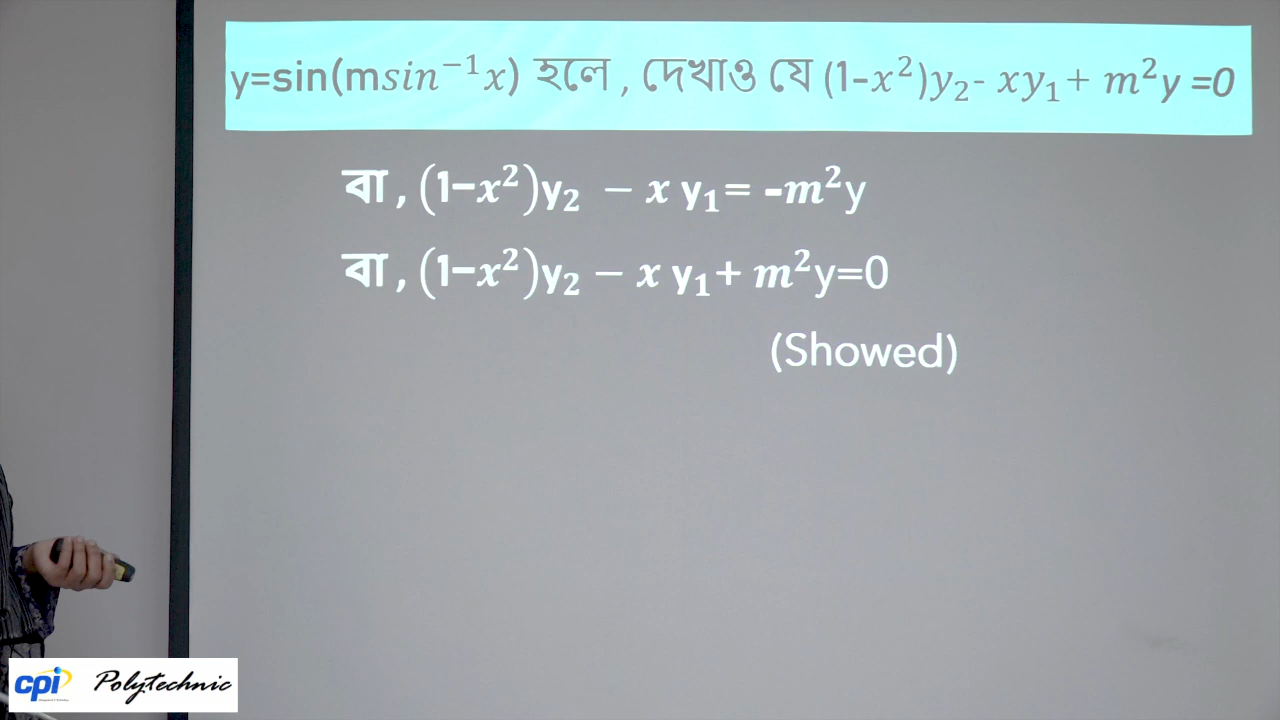 y=sin(m𝑠𝑖𝑛⁻¹𝑥) হলে , দেখাও যে (1-𝑥²)𝑦₂- 𝑥𝑦₁+ 𝑚²y =0
বা , (1−𝒙²)y₂ − 𝒙 y₁= -𝒎²y
বা , (1−𝒙²)y₂ − 𝒙 y₁+ 𝒎²y=0
(Showed)
cpi Polytechnic